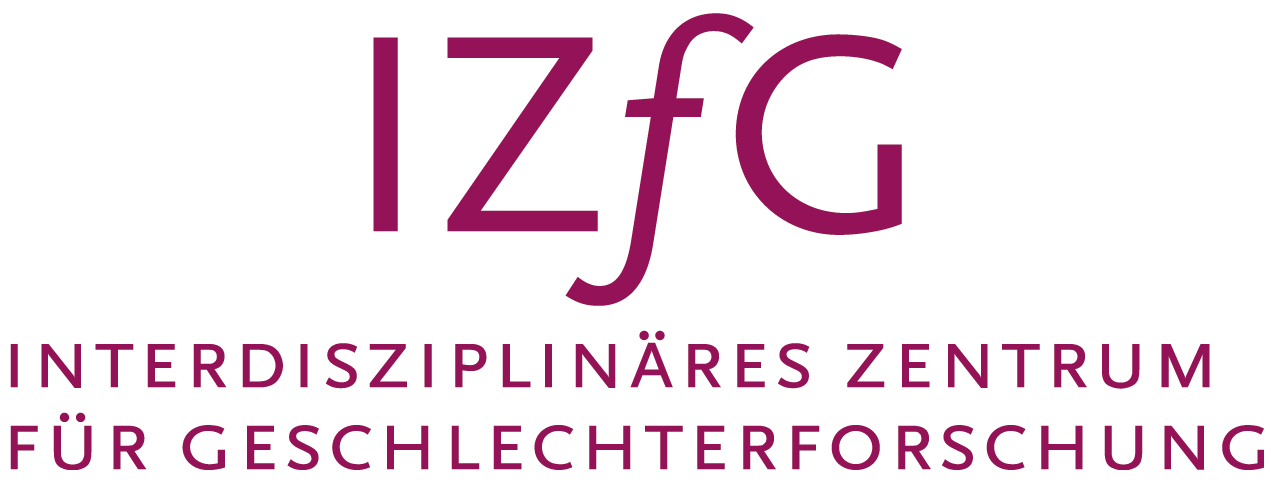 IZfG
INTERDISZIPLINÄRES ZENTRUM
FÜR GESCHLECHTERFORSCHUNG